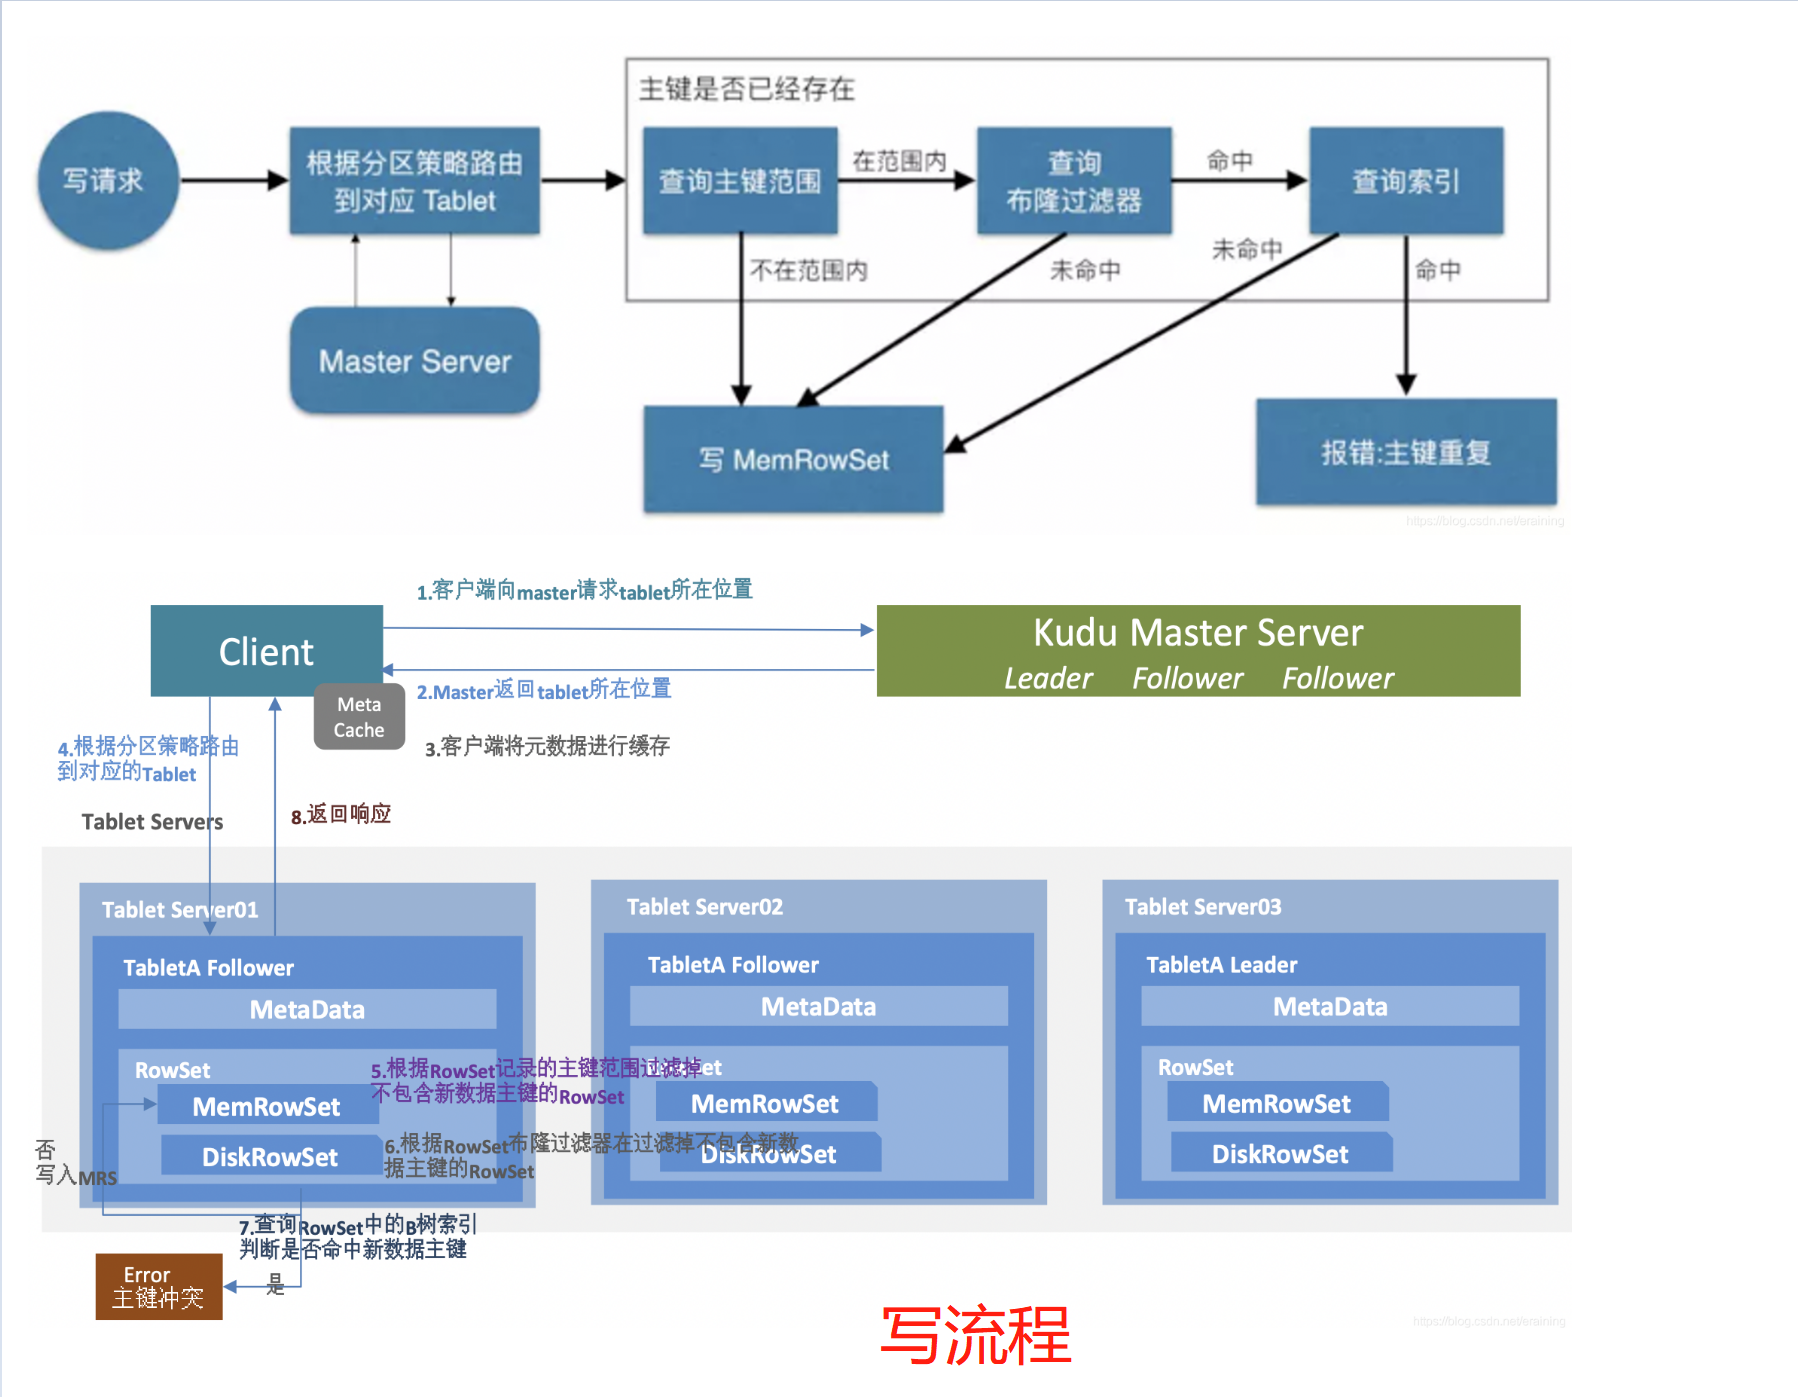 主键是否已经存在
写请求
根据分区策略路由
到对应 Tablet
查询主键范围
在范围内
查询
布隆过滤器
命中
查询索引
不在范围内
未命中
未命中
命中
Master Server
写 MemRowSet
报错:主键重复
https://blog.csdn.net/eraining
1.客户端向master请求tablet所在位置
Client
Kudu Master Server
Leader Follower Follower
2.Master返回tablet所在位置
Meta
Cache
3.客户端将元数据进行缓存
4.根据分区策略路由
到对应的Tablet
8.返回响应
Tablet Servers
Tablet Server01
Tablet Server02
Tablet Server03
TabletA Follower
TabletA Follower
TabletA Leader
MetaData
MetaData
MetaData
RowSet
5.根据RowSet记录的主键范围过滤掉
不包含新数据主键的RowSet
RowSet
MemRowSet
MemRowSet
MemRowSet
6.根据RowSet布隆过滤器在过滤掉不包含新数
据主键的RowSet
DiskRowSet
DiskRowSet
DiskRowSet
否
写入MRS
7.查询RowSet中的B树索引
判断是否命中新数据主键
是
Error
主键冲突
写流程
https://blog.csdn.net/eraining